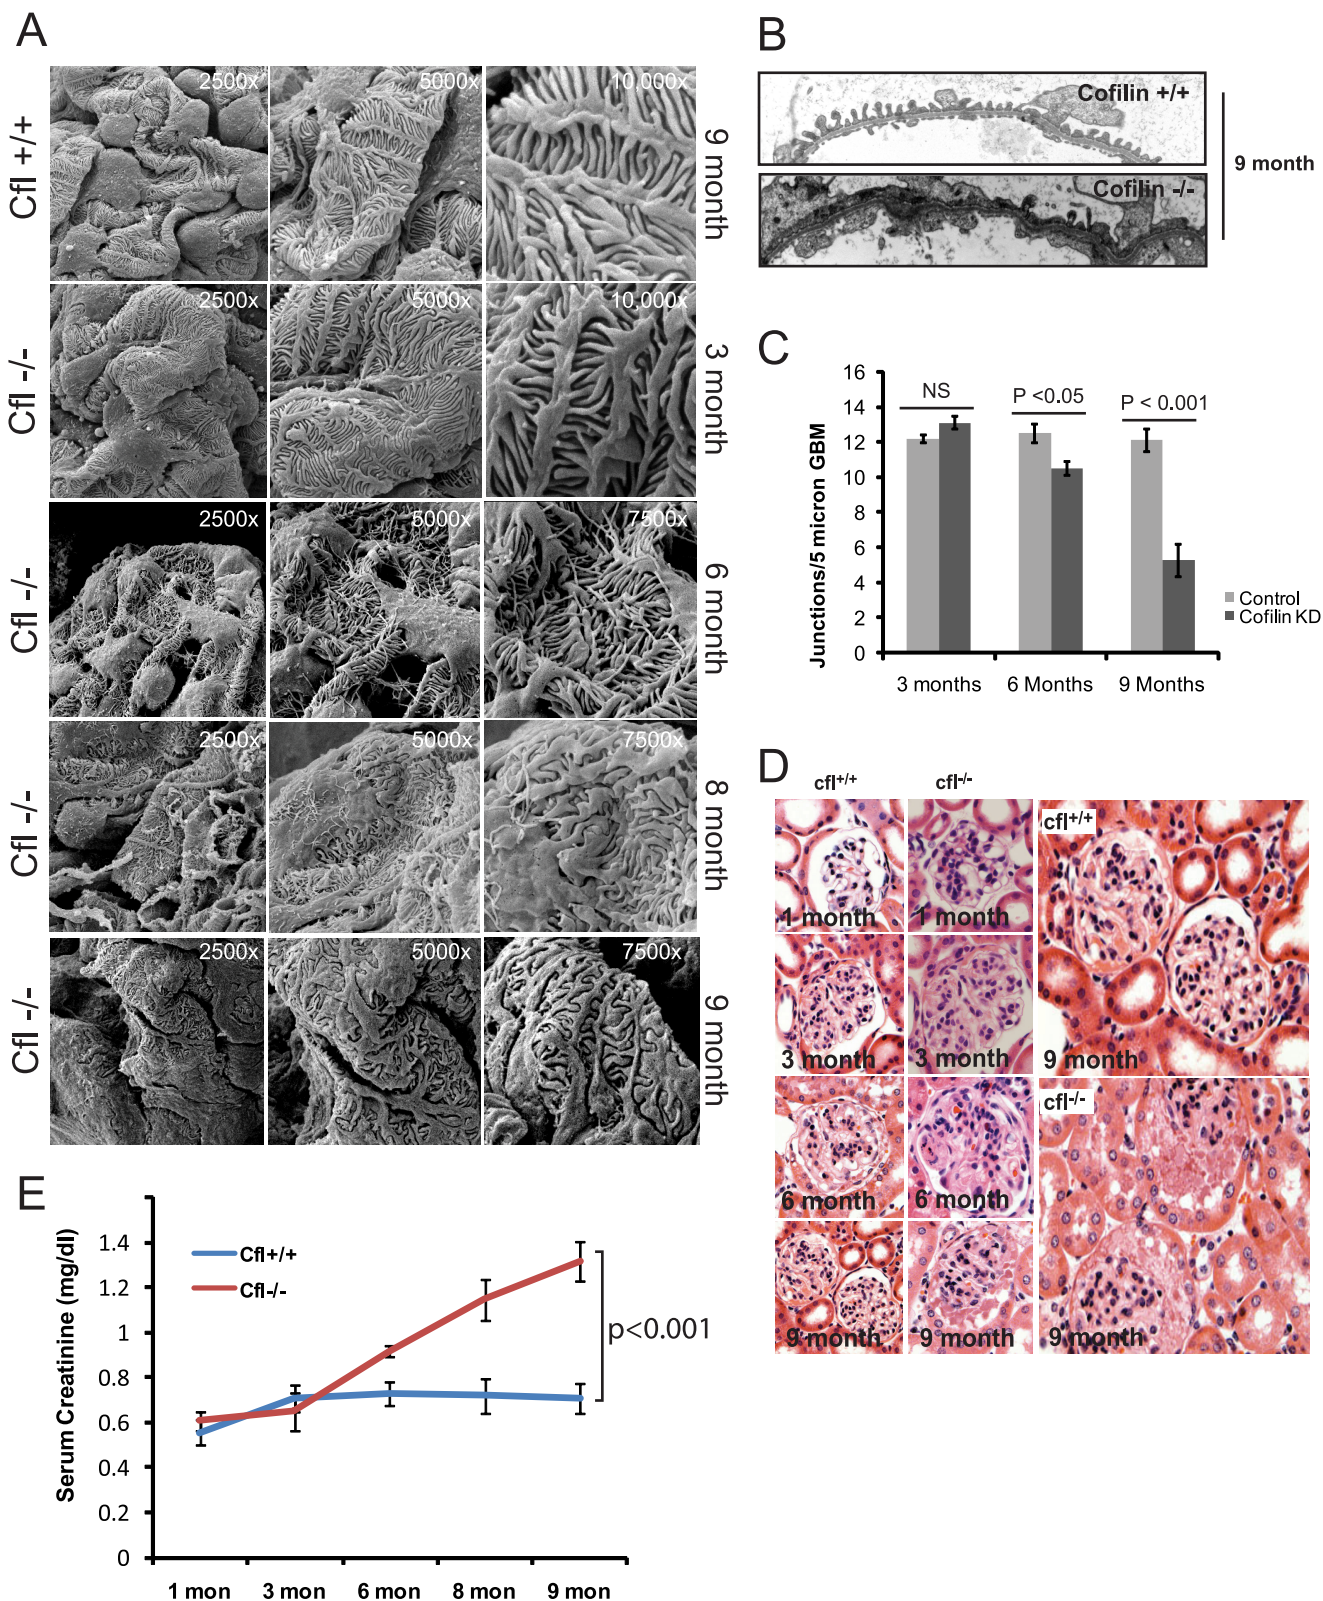 A
Cfl +/+
2500x
5000x
10,000x
9 month
Cfl -/-
2500x
5000x
10,000x
3 month
Cfl -/-
2500x
5000x
7500x
6 month
Cfl -/-
2500x
5000x
7500x
8 month
Cfl -/-
2500x
5000x
7500x
9 month
B
Cofilin +/+
Cofilin -/-
9 month
C
Junctions/5 micron GBM
16
14
12
10
8
6
4
2
0
NS
P <0.05
P < 0.001
3 months
6 Months
9 Months
Control
Cofilin KD
D
cfl+/+
cfl-/-
1 month
1 month
3 month
3 month
6 month
6 month
9 month
9 month
cfl+/+
9 month
cfl-/-
9 month
E
Serum Creatinine (mg/dl)
1.4
1.2
1
0.8
0.6
0.4
0.2
0
Cfl+/+
Cfl-/-
p<0.001
1 mon
3 mon
6 mon
8 mon
9 mon